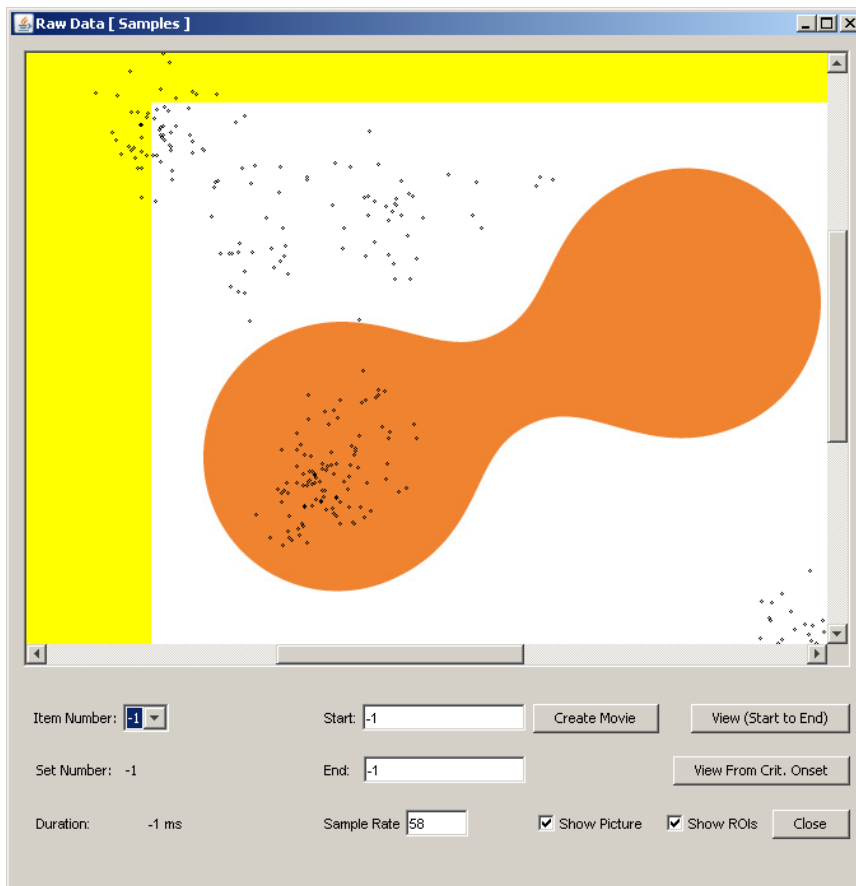 Raw Data [ Samples ]
Item Number: -1 Start: -1 Create Movie View (Start to End)
Set Number: -1 End: -1 View From Crit. Onset
Duration: -1 ms Sample Rate 58 Show Picture Show ROIs Close